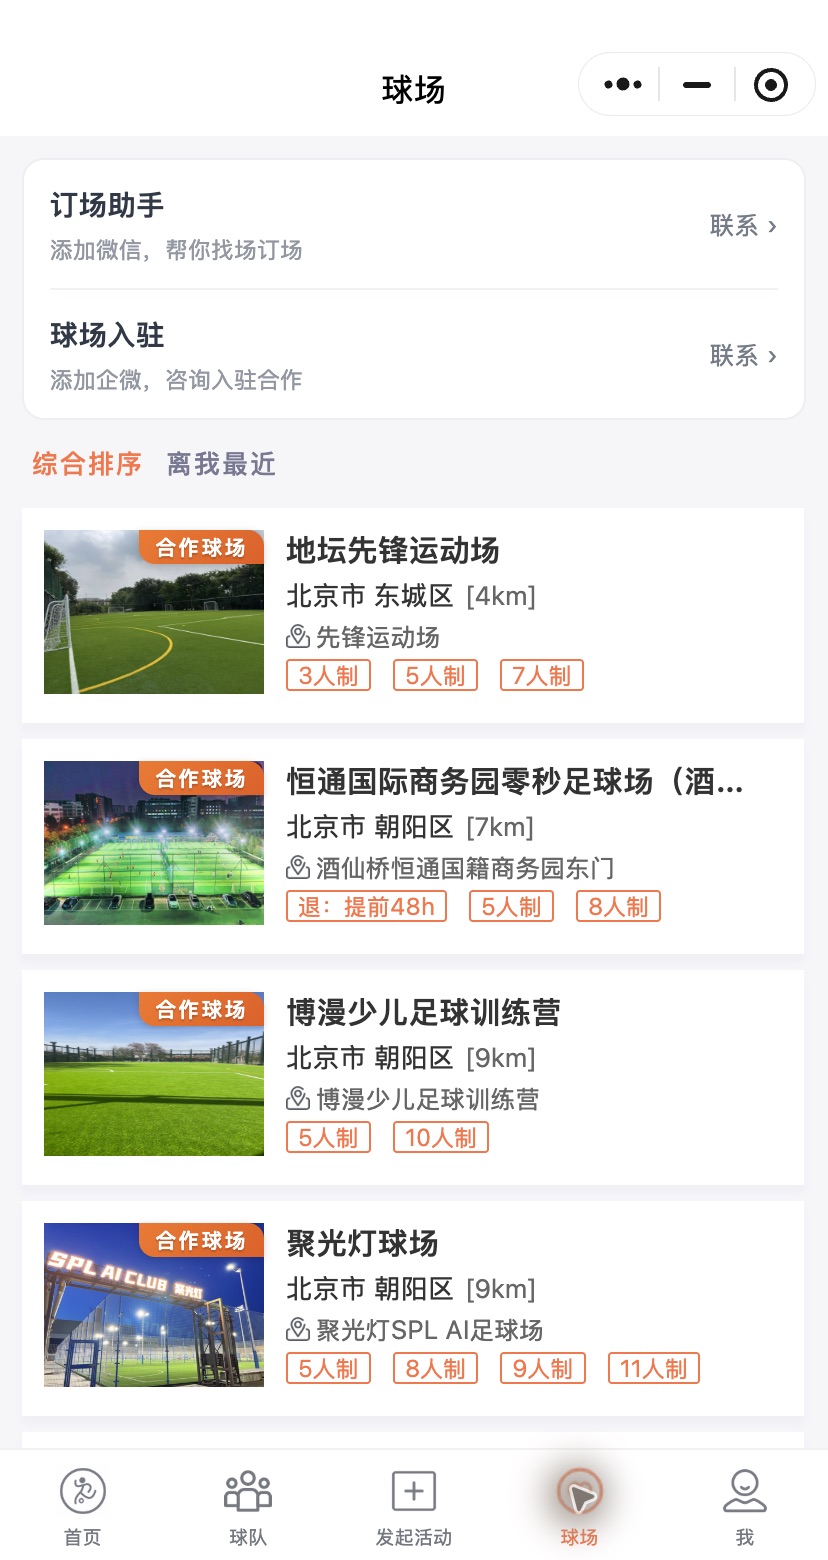 球场
订场助手
添加微信，帮你找场订场
联系 ›
球场入驻
添加企微，咨询入驻合作
联系 ›
综合排序 离我最近
合作球场
地坛先锋运动场
北京市 东城区 [4km]
先锋运动场
3人制 5人制 7人制
合作球场
恒通国际商务园零秒足球场（酒...
北京市 朝阳区 [7km]
酒仙桥恒通国籍商务园东门
退：提前48h 5人制 8人制
合作球场
博漫少儿足球训练营
北京市 朝阳区 [9km]
博漫少儿足球训练营
5人制 10人制
合作球场
SPL AI CLUB 聚光灯
聚光灯球场
北京市 朝阳区 [9km]
聚光灯SPL AI足球场
5人制 8人制 9人制 11人制
首页 球队 发起活动 球场 我